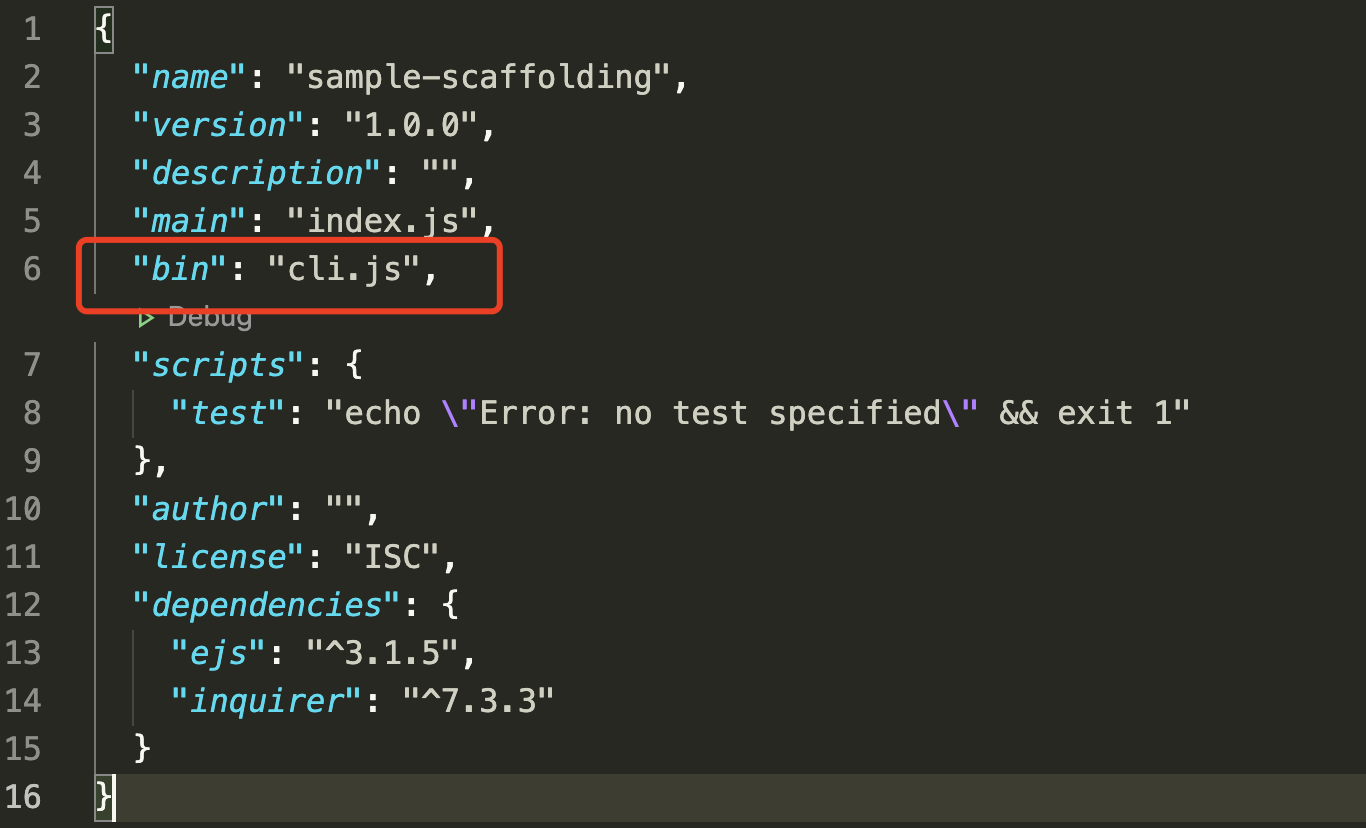 1 {
2 "name": "sample-scaffolding",
3 "version": "1.0.0",
4 "description": "",
5 "main": "index.js",
6 "bin": "cli.js",
Debug
7 "scripts": {
8 "test": "echo \"Error: no test specified\" && exit 1"
9 },
10 "author": "",
11 "license": "ISC",
12 "dependencies": {
13 "ejs": "^3.1.5",
14 "inquirer": "^7.3.3"
15 }
16 }